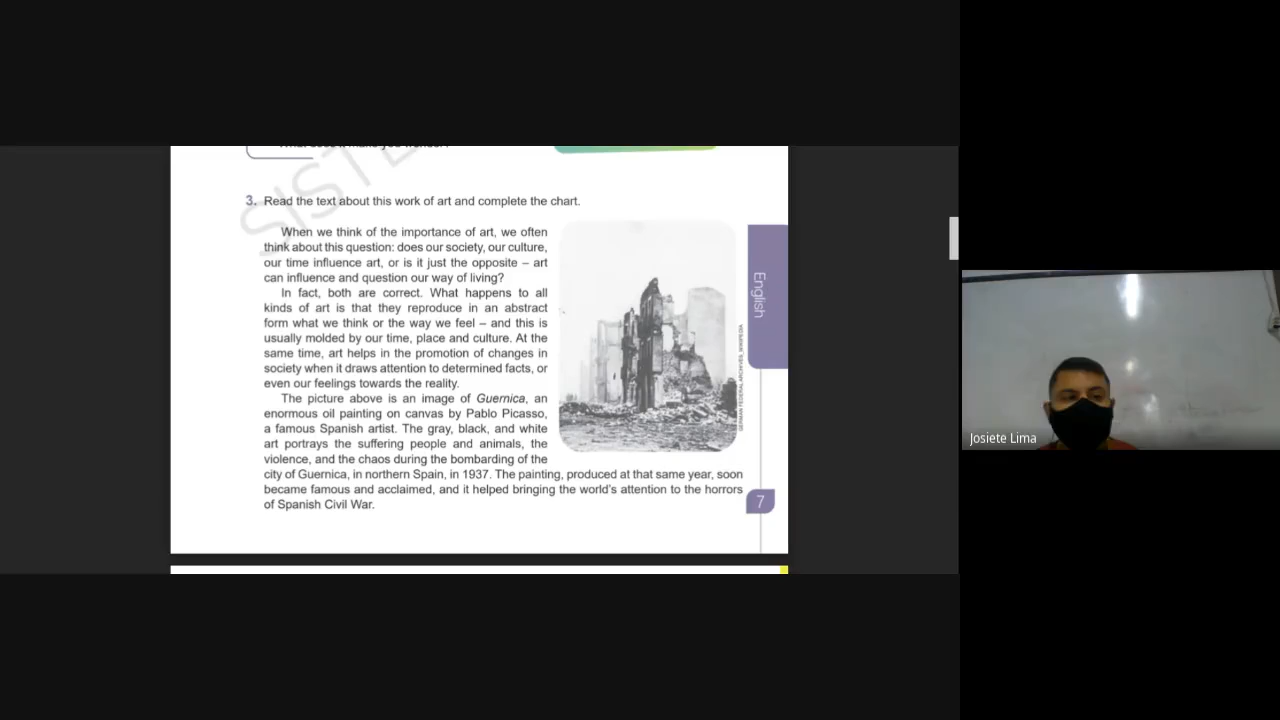 3. Read the text about this work of art and complete the chart.
When we think of the importance of art, we often
think about this question: does our society, our culture,
our time influence art, or is it just the opposite – art
can influence and question our way of living?
In fact, both are correct. What happens to all
kinds of art is that they reproduce in an abstract
form what we think or the way we feel – and this is
usually molded by our time, place and culture. At the
same time, art helps in the promotion of changes in
society when it draws attention to determined facts, or
even our feelings towards the reality.
The picture above is an image of Guernica, an
enormous oil painting on canvas by Pablo Picasso,
a famous Spanish artist. The gray, black, and white
art portrays the suffering people and animals, the
violence, and the chaos during the bombarding of the
city of Guernica, in northern Spain, in 1937. The painting, produced at that same year, soon
became famous and acclaimed, and it helped bringing the world's attention to the horrors
of Spanish Civil War.
GERMAN FEDERAL ARCHIVES_WIKIPEDIA
English
7
SISTE
Josiete Lima